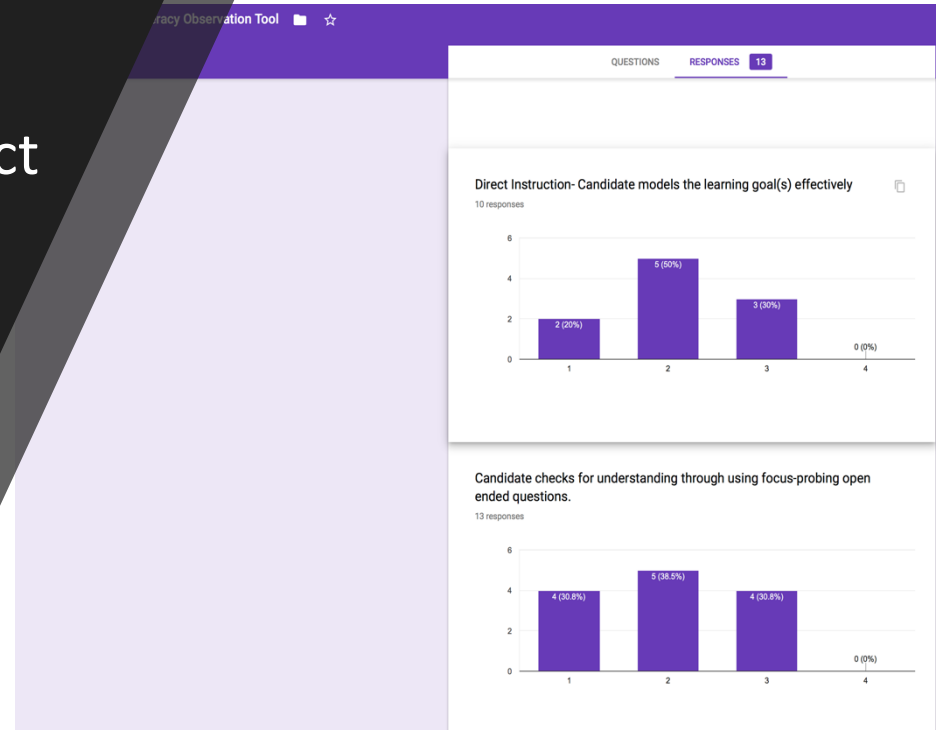 racy Observation Tool
ct
QUESTIONS RESPONSES 13
Direct Instruction- Candidate models the learning goal(s) effectively
10 responses
6
4
2
0
2 (20%)
5 (50%)
3 (30%)
0 (0%)
1 2 3 4
Candidate checks for understanding through using focus-probing open
ended questions.
13 responses
6
4
2
0
4 (30.8%)
5 (38.5%)
4 (30.8%)
0 (0%)
1 2 3 4